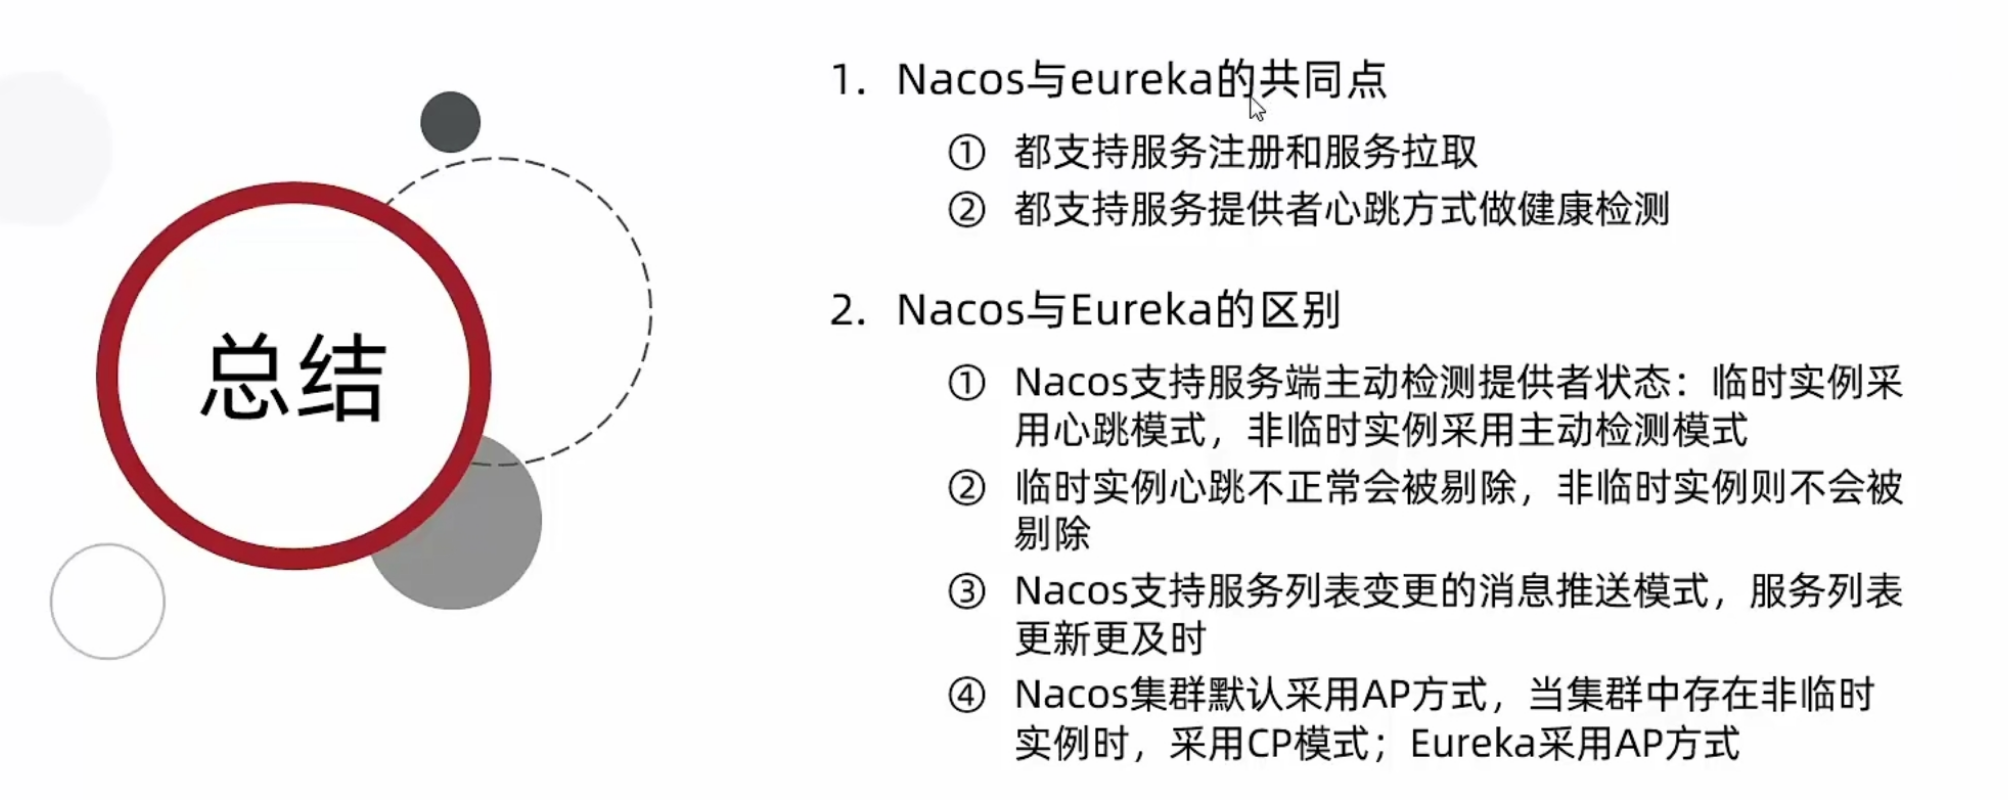 总结
1. Nacos与eureka的共同点
① 都支持服务注册和服务拉取
② 都支持服务提供者心跳方式做健康检测
2. Nacos与Eureka的区别
① Nacos支持服务端主动检测提供者状态：临时实例采
用心跳模式，非临时实例采用主动检测模式
② 临时实例心跳不正常会被剔除，非临时实例则不会被
剔除
③ Nacos支持服务列表变更的消息推送模式，服务列表
更新更及时
④ Nacos集群默认采用AP方式，当集群中存在非临时
实例时，采用CP模式；Eureka采用AP方式